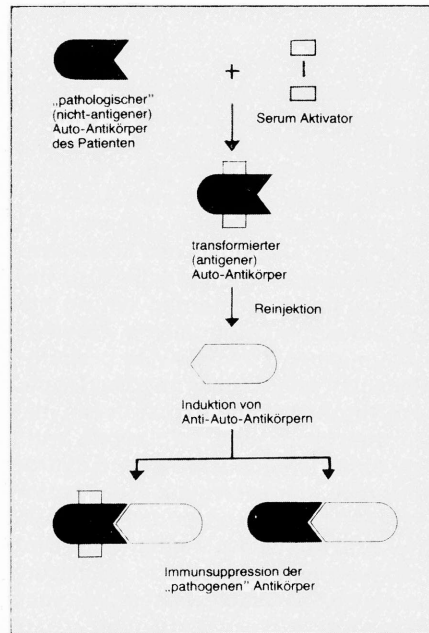 +
„pathologischer"
(nicht-antigener)
Auto-Antikörper
des Patienten
Serum Aktivator
transformierter
(antigener)
Auto-Antikörper
Reinjektion
Induktion von
Anti-Auto-Antikörpern
Immunsuppression der
„pathogenen" Antikörper